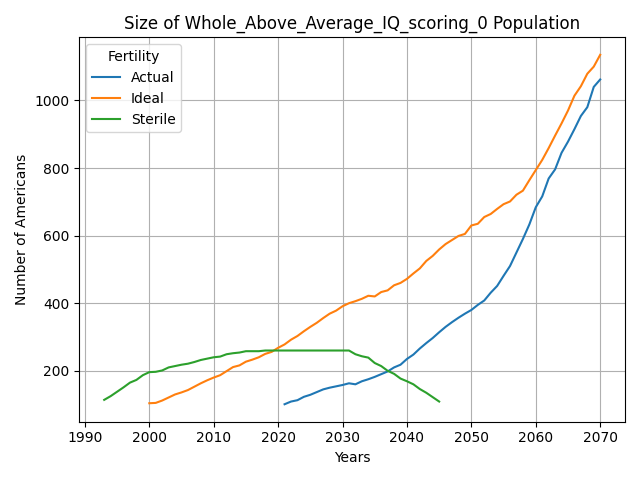 Size of Whole_Above_Average_IQ_scoring_0 Population
Fertility
Actual
Ideal
Sterile
Number of Americans
1000
800
600
400
200
1990 2000 2010 2020 2030 2040 2050 2060 2070
Years